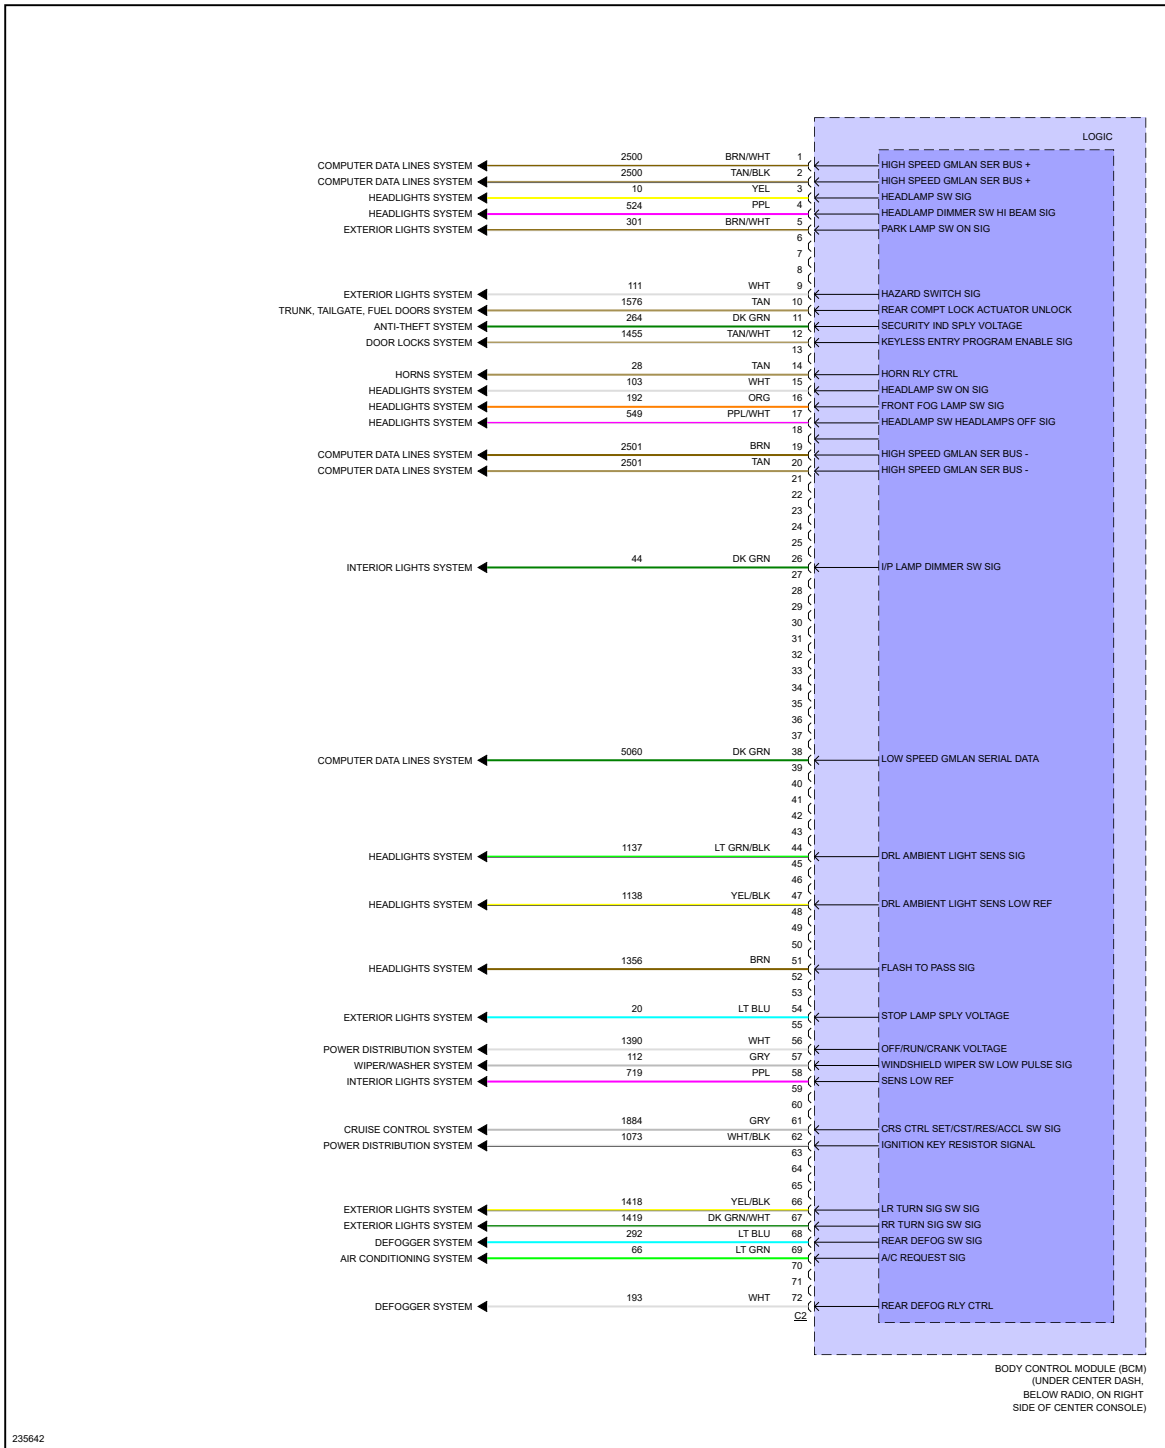 LOGIC
COMPUTER DATA LINES SYSTEM 2500 BRN/WHT 1 HIGH SPEED GMLAN SER BUS +
COMPUTER DATA LINES SYSTEM 2500 TAN/BLK 2 HIGH SPEED GMLAN SER BUS +
HEADLIGHTS SYSTEM 10 YEL 3 HEADLAMP SW SIG
HEADLIGHTS SYSTEM 524 PPL 4 HEADLAMP DIMMER SW HI BEAM SIG
EXTERIOR LIGHTS SYSTEM 301 BRN/WHT 5 PARK LAMP SW ON SIG
6
7
8
EXTERIOR LIGHTS SYSTEM 111 WHT 9 HAZARD SWITCH SIG
TRUNK, TAILGATE, FUEL DOORS SYSTEM 1576 TAN 10 REAR COMPT LOCK ACTUATOR UNLOCK
ANTI-THEFT SYSTEM 264 DK GRN 11 SECURITY IND SPLY VOLTAGE
DOOR LOCKS SYSTEM 1455 TAN/WHT 12 KEYLESS ENTRY PROGRAM ENABLE SIG
13
HORNS SYSTEM 28 TAN 14 HORN RLY CTRL
HEADLIGHTS SYSTEM 103 WHT 15 HEADLAMP SW ON SIG
HEADLIGHTS SYSTEM 192 ORG 16 FRONT FOG LAMP SW SIG
HEADLIGHTS SYSTEM 549 PPL/WHT 17 HEADLAMP SW HEADLAMPS OFF SIG
18
COMPUTER DATA LINES SYSTEM 2501 BRN 19 HIGH SPEED GMLAN SER BUS -
COMPUTER DATA LINES SYSTEM 2501 TAN 20 HIGH SPEED GMLAN SER BUS -
21
22
23
24
25
INTERIOR LIGHTS SYSTEM 44 DK GRN 26 I/P LAMP DIMMER SW SIG
27
28
29
30
31
32
33
34
35
36
37
COMPUTER DATA LINES SYSTEM 5060 DK GRN 38 LOW SPEED GMLAN SERIAL DATA
39
40
41
42
43
HEADLIGHTS SYSTEM 1137 LT GRN/BLK 44 DRL AMBIENT LIGHT SENS SIG
45
46
HEADLIGHTS SYSTEM 1138 YEL/BLK 47 DRL AMBIENT LIGHT SENS LOW REF
48
49
50
HEADLIGHTS SYSTEM 1356 BRN 51 FLASH TO PASS SIG
52
53
EXTERIOR LIGHTS SYSTEM 20 LT BLU 54 STOP LAMP SPLY VOLTAGE
55
POWER DISTRIBUTION SYSTEM 1390 WHT 56 OFF/RUN/CRANK VOLTAGE
WIPER/WASHER SYSTEM 112 GRY 57 WINDSHIELD WIPER SW LOW PULSE SIG
INTERIOR LIGHTS SYSTEM 719 PPL 58 SENS LOW REF
59
60
CRUISE CONTROL SYSTEM 1884 GRY 61 CRS CTRL SET/CST/RES/ACCL SW SIG
POWER DISTRIBUTION SYSTEM 1073 WHT/BLK 62 IGNITION KEY RESISTOR SIGNAL
63
64
65
EXTERIOR LIGHTS SYSTEM 1418 YEL/BLK 66 LR TURN SIG SW SIG
EXTERIOR LIGHTS SYSTEM 1419 DK GRN/WHT 67 RR TURN SIG SW SIG
DEFOGGER SYSTEM 292 LT BLU 68 REAR DEFOG SW SIG
AIR CONDITIONING SYSTEM 66 LT GRN 69 A/C REQUEST SIG
70
71
DEFOGGER SYSTEM 193 WHT 72 REAR DEFOG RLY CTRL
C2
BODY CONTROL MODULE (BCM)
(UNDER CENTER DASH,
BELOW RADIO, ON RIGHT
SIDE OF CENTER CONSOLE)
235642